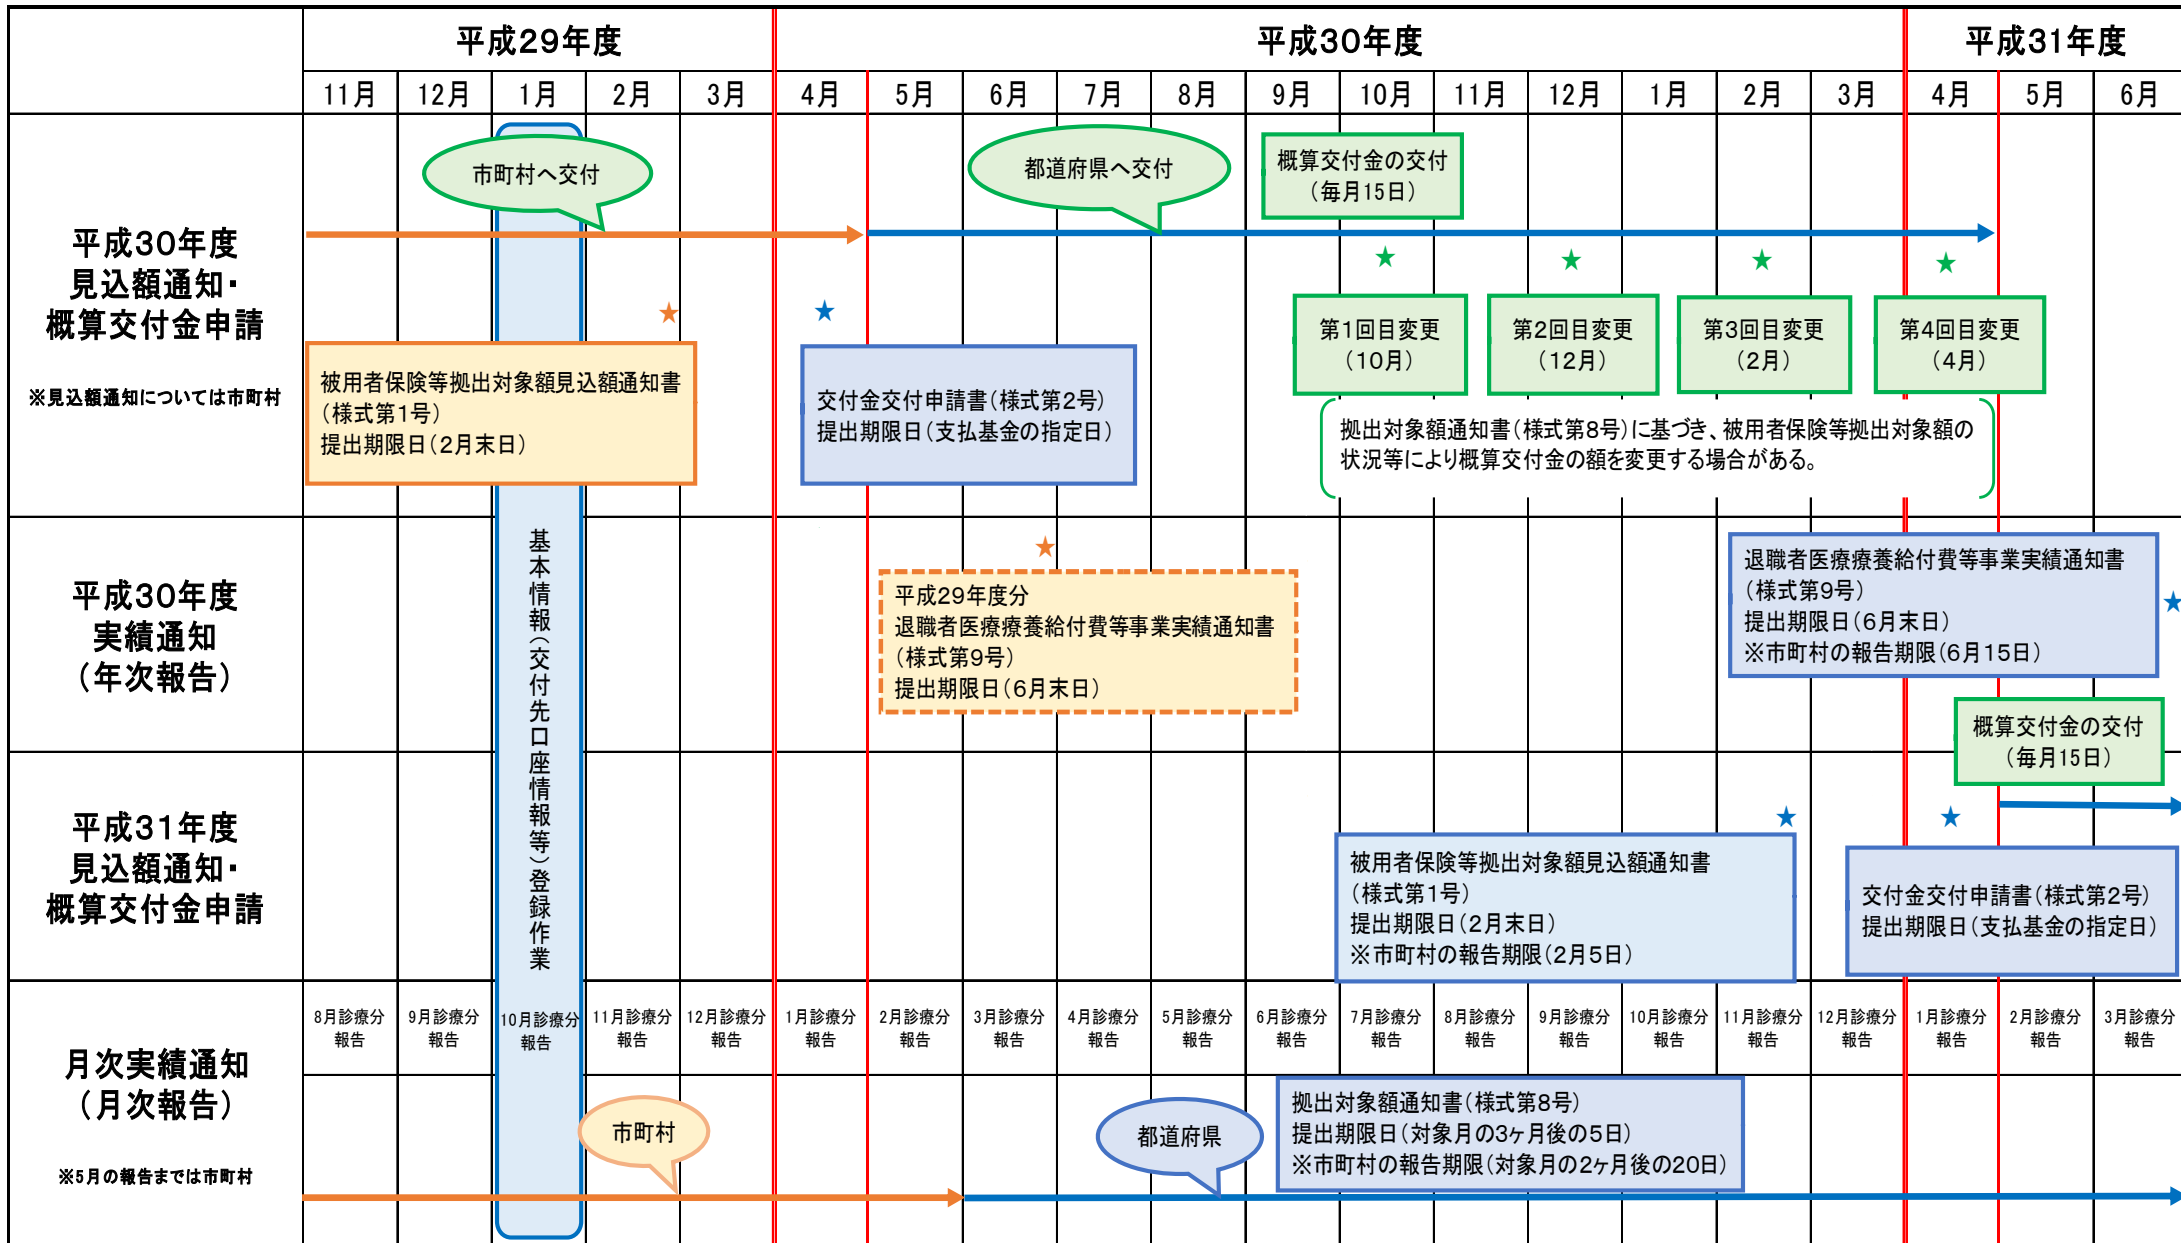 平成29年度
平成30年度
平成31年度
11月 12月 1月 2月 3月 4月 5月 6月 7月 8月 9月 10月 11月 12月 1月 2月 3月 4月 5月 6月
平成30年度
見込額通知・
概算交付金申請
※見込額通知については市町村
市町村へ交付
都道府県へ交付
概算交付金の交付
（毎月15日）
★
★
★
★
★
★
被用者保険等拠出対象額見込額通知書
(様式第1号)
提出期限日(2月末日)
交付金交付申請書(様式第2号)
提出期限日(支払基金の指定日)
第1回目変更
（10月）
第2回目変更
（12月）
第3回目変更
（2月）
第4回目変更
（4月）
拠出対象額通知書(様式第8号)に基づき、被用者保険等拠出対象額の
状況等により概算交付金の額を変更する場合がある。
基本情報（交付先口座情報等）登録作業
平成30年度
実績通知
（年次報告）
★
平成29年度分
退職者医療療養給付費等事業実績通知書
(様式第9号)
提出期限日(6月末日)
退職者医療療養給付費等事業実績通知書
(様式第9号)
提出期限日(6月末日)
※市町村の報告期限(6月15日)
★
概算交付金の交付
（毎月15日）
平成31年度
見込額通知・
概算交付金申請
★
★
被用者保険等拠出対象額見込額通知書
(様式第1号)
提出期限日(2月末日)
※市町村の報告期限(2月5日)
交付金交付申請書(様式第2号)
提出期限日(支払基金の指定日)
月次実績通知
（月次報告）
※5月の報告までは市町村
8月診療分 9月診療分 10月診療分 11月診療分 12月診療分 1月診療分 2月診療分 3月診療分 4月診療分 5月診療分 6月診療分 7月診療分 8月診療分 9月診療分 10月診療分 11月診療分 12月診療分 1月診療分 2月診療分 3月診療分
報告 報告 報告 報告 報告 報告 報告 報告 報告 報告 報告 報告 報告 報告 報告 報告 報告 報告 報告 報告
市町村
都道府県
拠出対象額通知書(様式第8号)
提出期限日(対象月の3ヶ月後の5日)
※市町村の報告期限(対象月の2ヶ月後の20日)